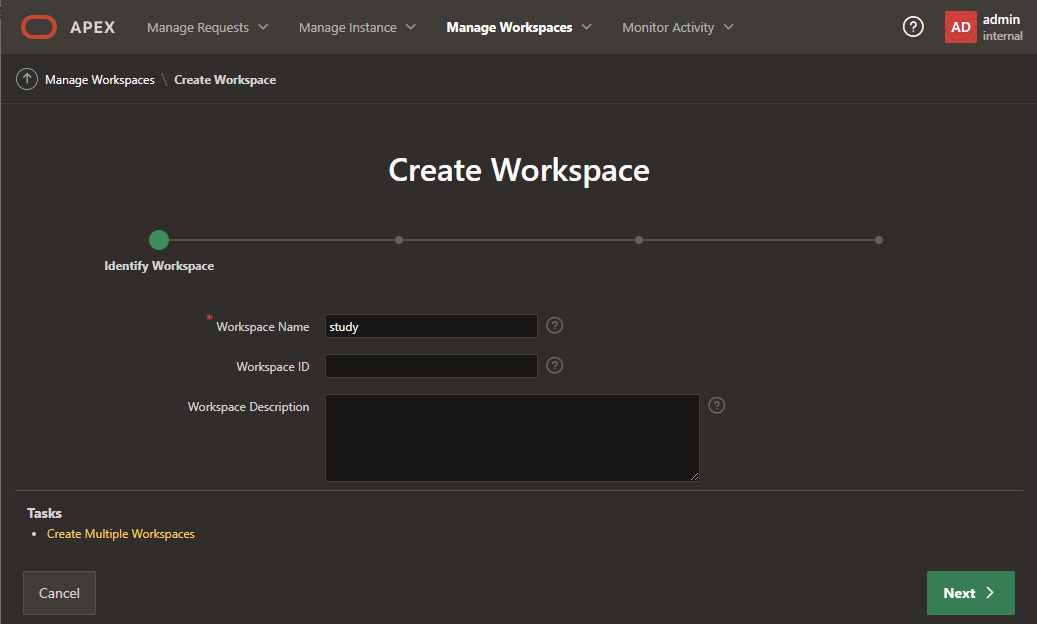 APEX Manage Requests Manage Instance Manage Workspaces Monitor Activity ? AD admin
internal
Manage Workspaces \ Create Workspace
Create Workspace
Identify Workspace
* Workspace Name study ?
Workspace ID ?
Workspace Description ?
Tasks
• Create Multiple Workspaces
Cancel Next